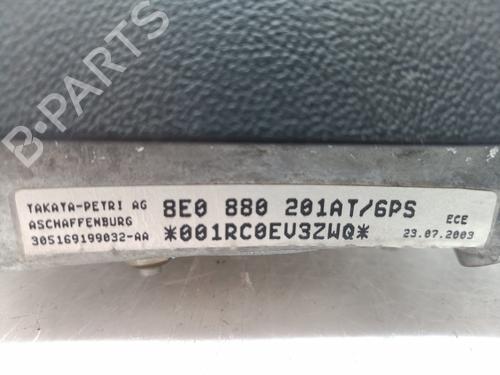 B-PARTS
TAKATA-PETRI AG
ASCHAFFENBURG
305169199032-AA
8E0 880 201AT/6PS
*001RC0EV3ZWQ*
ECE
23.07.2003